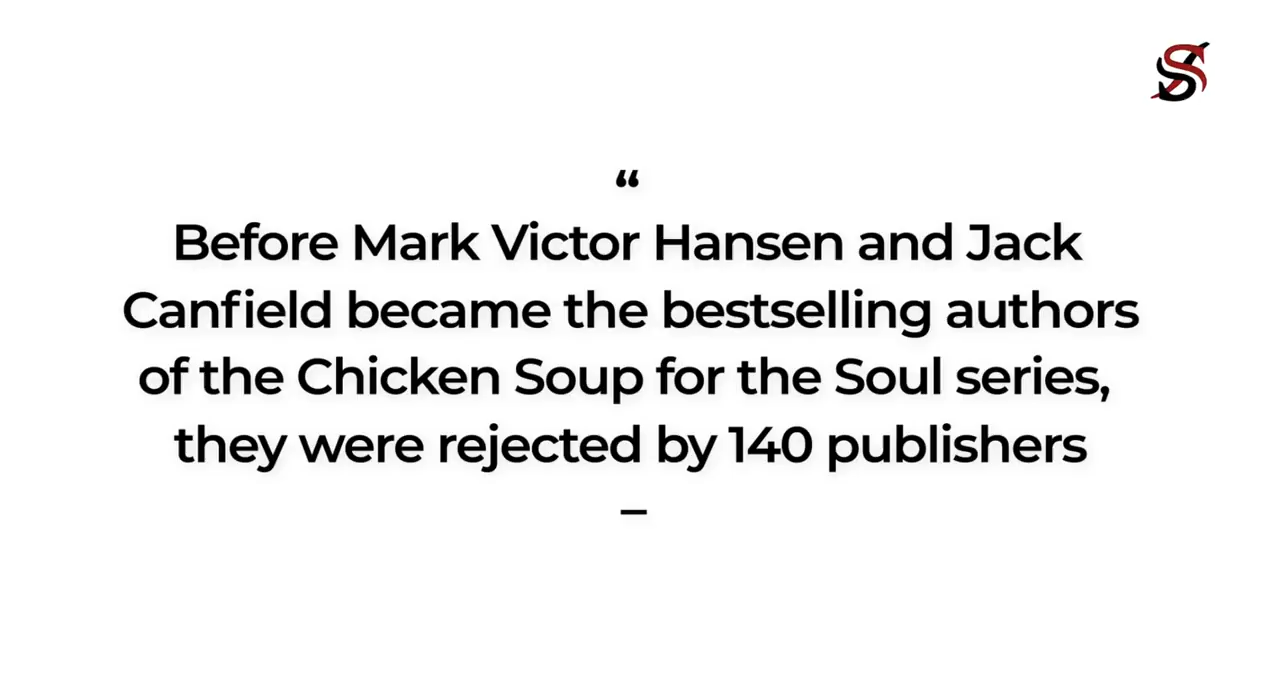 “
Before Mark Victor Hansen and Jack
Canfield became the bestselling authors
of the Chicken Soup for the Soul series,
they were rejected by 140 publishers
–